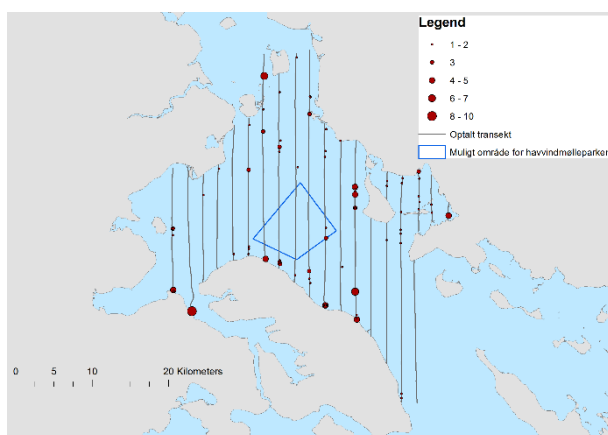 Legend
1 - 2
3
4 - 5
6 - 7
8 - 10
Optalt transekt
Muligt område for havvindmølleparken
0 5 10 20 Kilometers